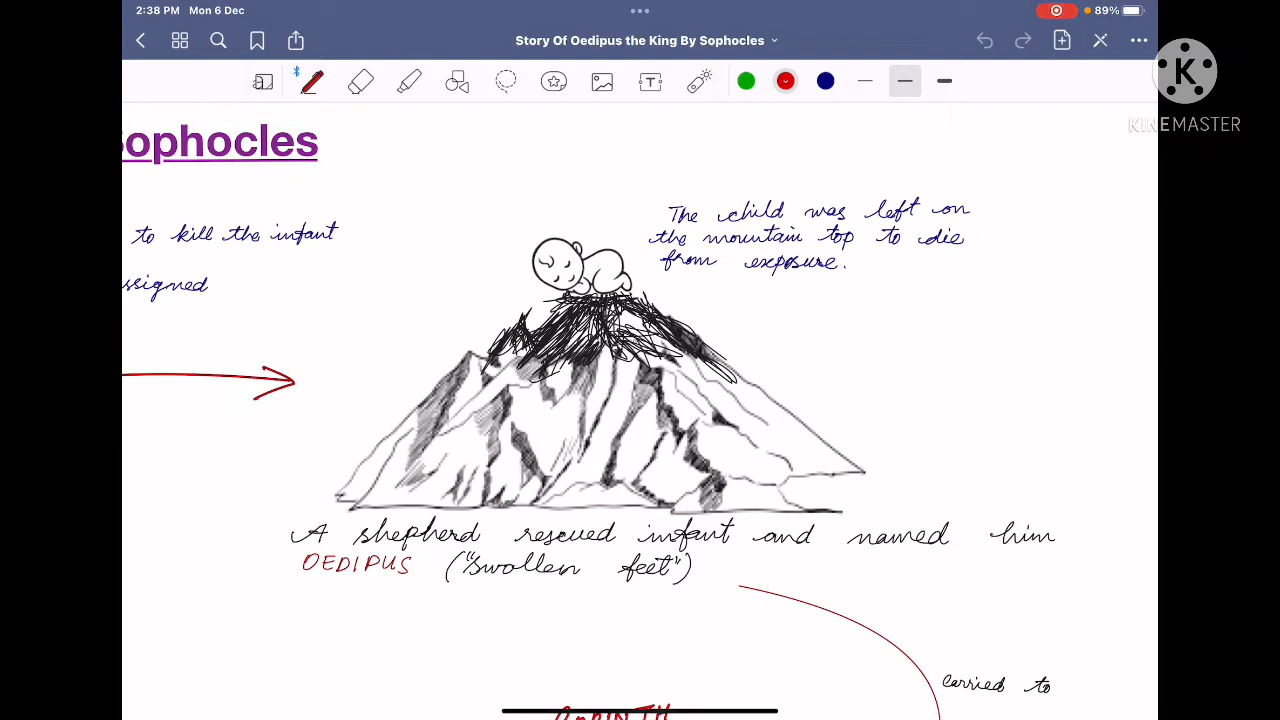 2:38 PM Mon 6 Dec
89%
Story Of Oedipus the King By Sophocles
KINEMASTER
Sophocles
to kill the infant
ssigned
The child was left on
the mountain top to die
from exposure.
A shepherd rescued infant and named him
OEDIPUS ("swollen feet")
carried to